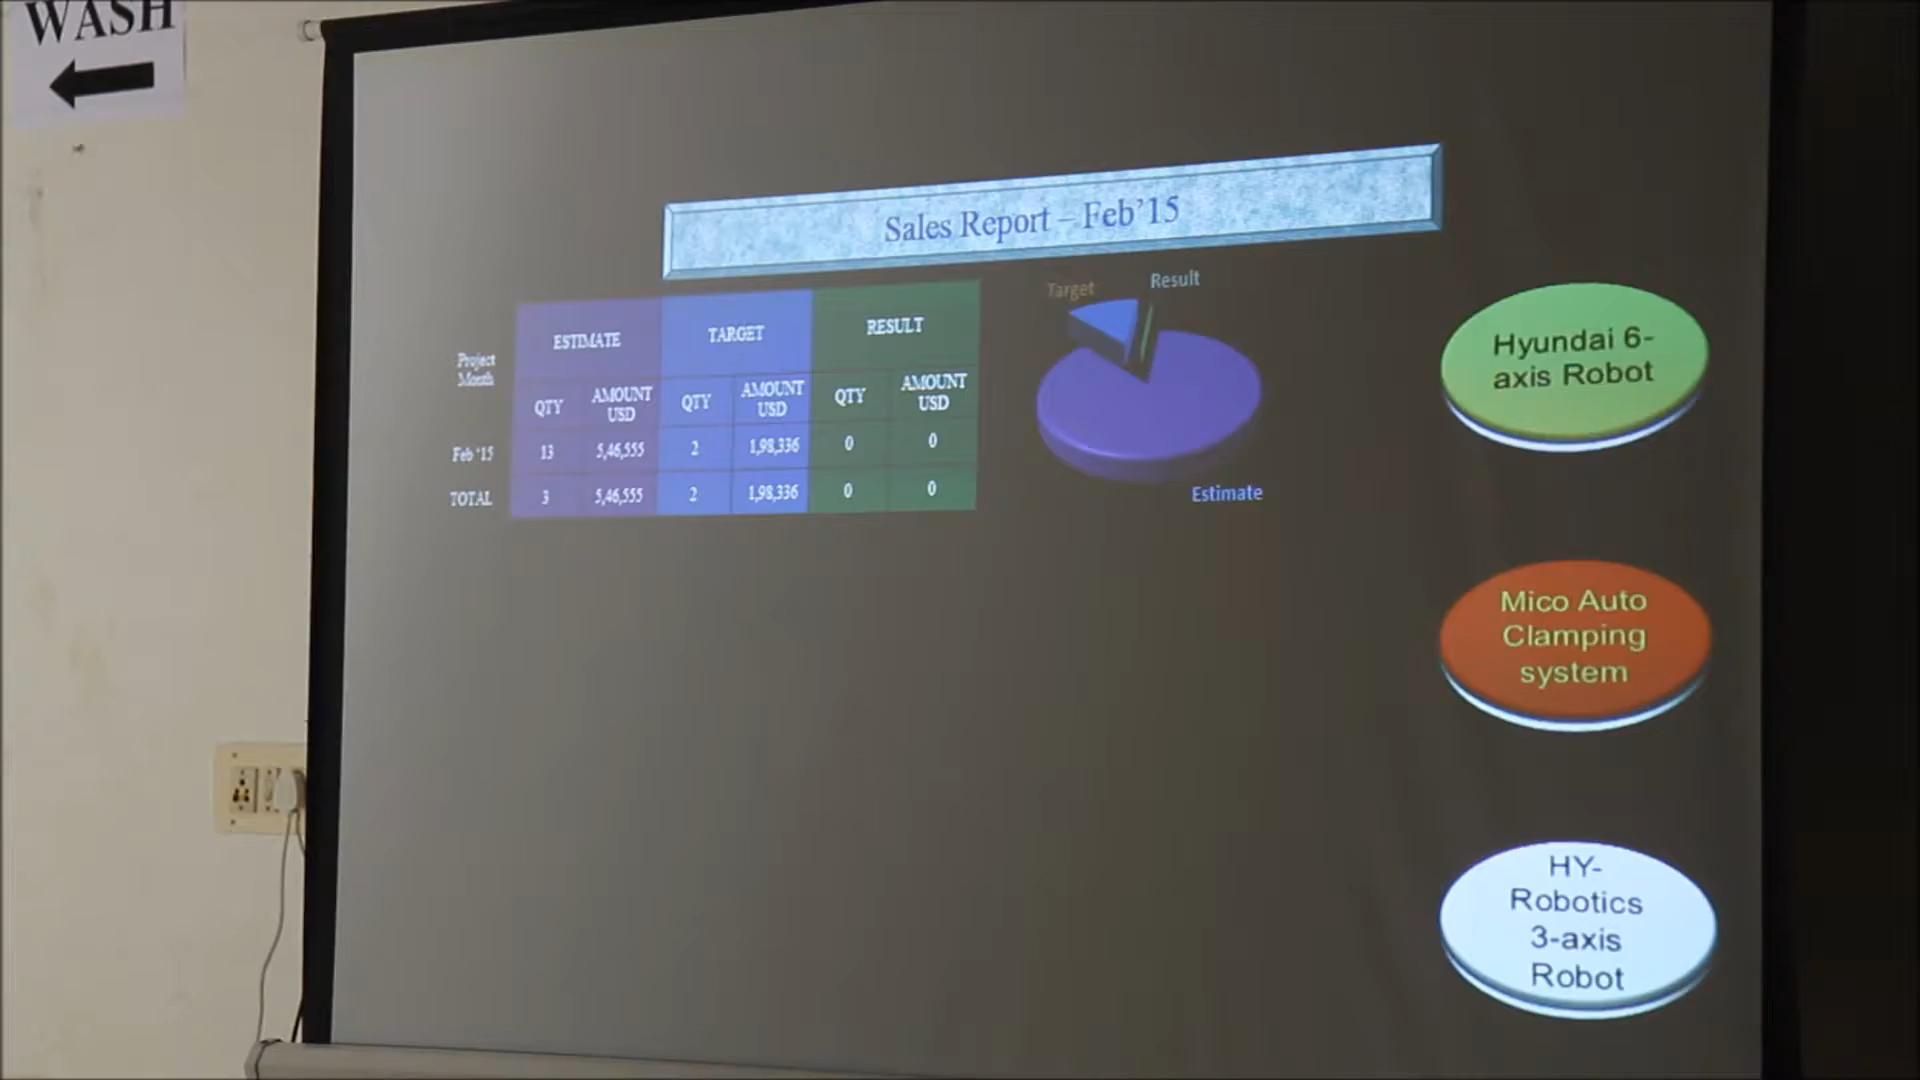 WASH
Sales Report – Feb’15
Project Month
ESTIMATE TARGET RESULT
QTY AMOUNT USD QTY AMOUNT USD QTY AMOUNT USD
Feb ‘15 13 5,46,555 2 1,98,336 0 0
TOTAL 3 5,46,555 2 1,98,336 0 0
Target
Result
Estimate
Hyundai 6-
axis Robot
Mico Auto
Clamping
system
HY-
Robotics
3-axis
Robot